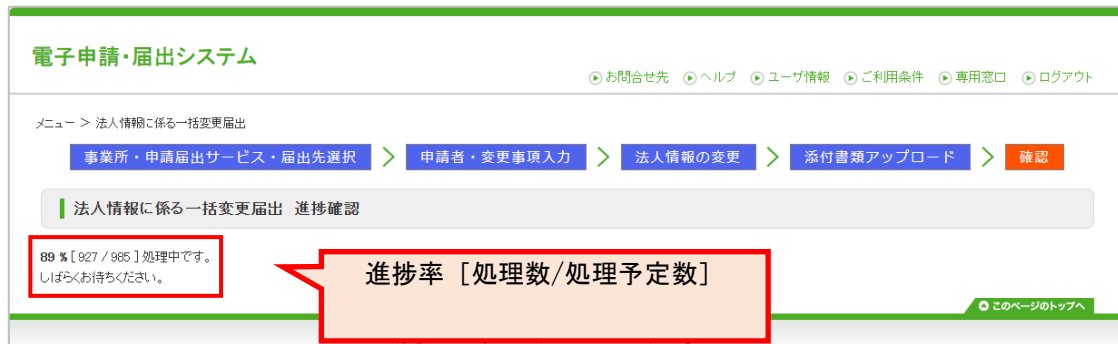 電子申請・届出システム
お問合せ先 ヘルプ ユーザ情報 ご利用条件 専用窓口 ログアウト
メニュー > 法人情報に係る一括変更届出
事業所・申請届出サービス・届出先選択 > 申請者・変更事項入力 > 法人情報の変更 > 添付書類アップロード > 確認
法人情報に係る一括変更届出 進捗確認
89 % [ 927 / 985 ] 処理中です。
しばらくお待ちください。
進捗率［処理数/処理予定数］
このページのトップへ